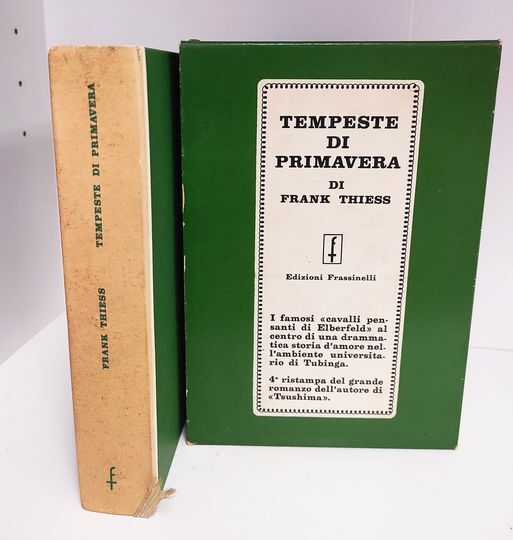 FRANK THIESS TEMPESTE DI PRIMAVERA
f
TEMPESTE
DI
PRIMAVERA
DI
FRANK THIESS
f
Edizioni Frassinelli
I famosi «cavalli pen-
santi di Elberfeld» al
centro di una dramma-
tica storia d'amore nel-
l'ambiente universita-
rio di Tubinga.
4ª ristampa del grande
romanzo dell'autore di
«Tsushima».